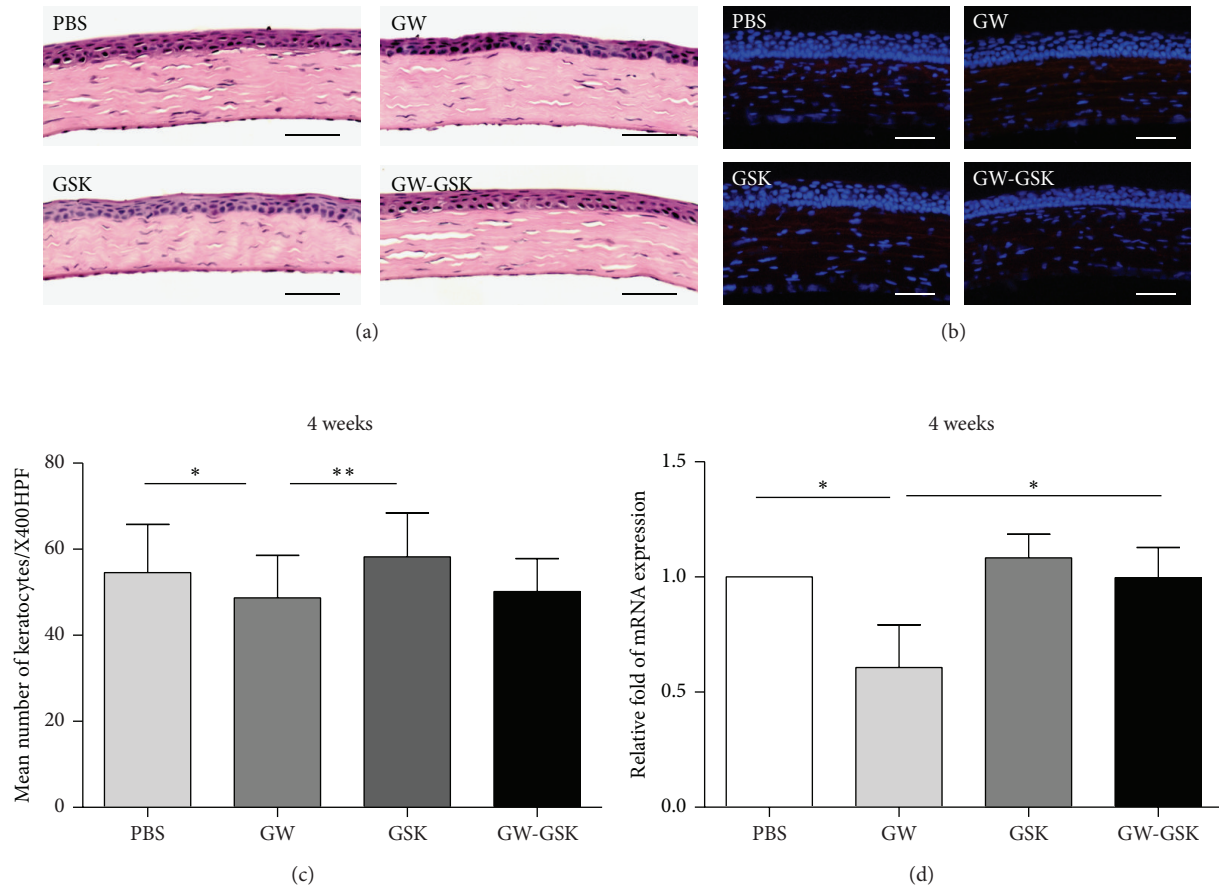 PBS
GW
GSK
GW-GSK
(a)
PBS
GW
GSK
GW-GSK
(b)
4 weeks
Mean number of keratocytes/X400HPF
80
60
40
20
0
*
**
PBS GW GSK GW-GSK
(c)
4 weeks
Relative fold of mRNA expression
1.5
1.0
0.5
0.0
*
*
PBS GW GSK GW-GSK
(d)